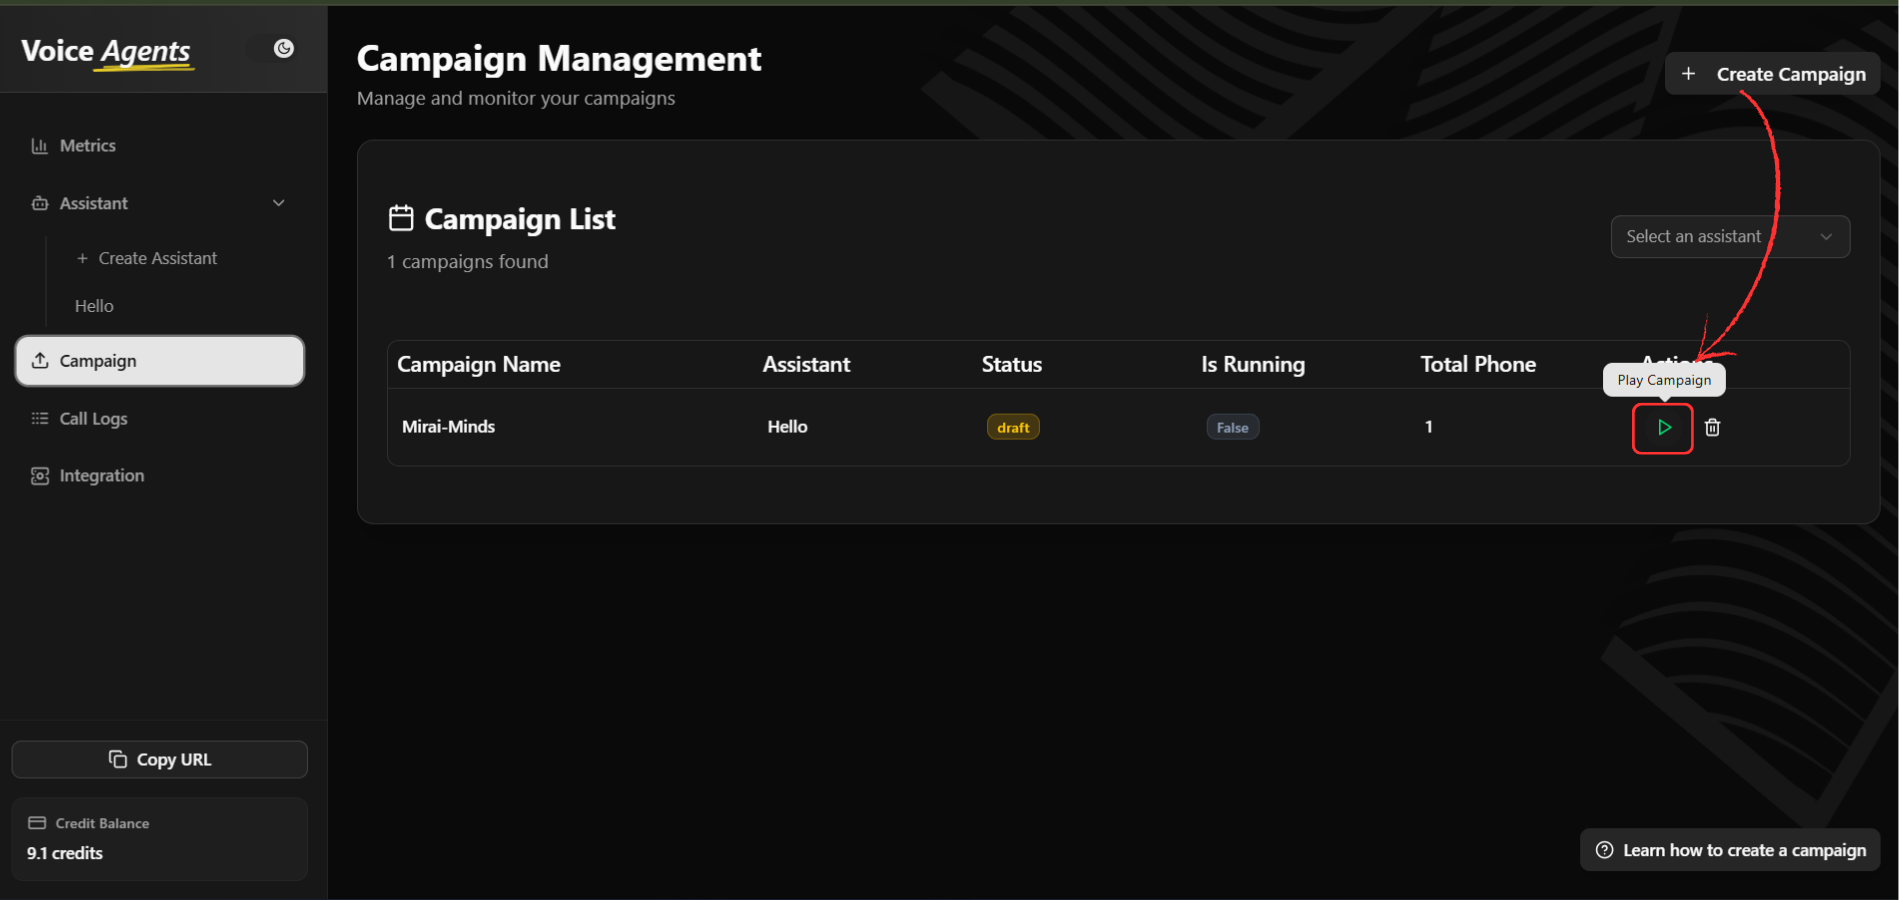 Voice Agents
Metrics
Assistant
+ Create Assistant
Hello
Campaign
Call Logs
Integration
Copy URL
Credit Balance
9.1 credits
Campaign Management
Manage and monitor your campaigns
+ Create Campaign
Campaign List
1 campaigns found
Select an assistant
Campaign Name Assistant Status Is Running Total Phone Actions
Play Campaign
Mirai-Minds Hello draft False 1
Learn how to create a campaign